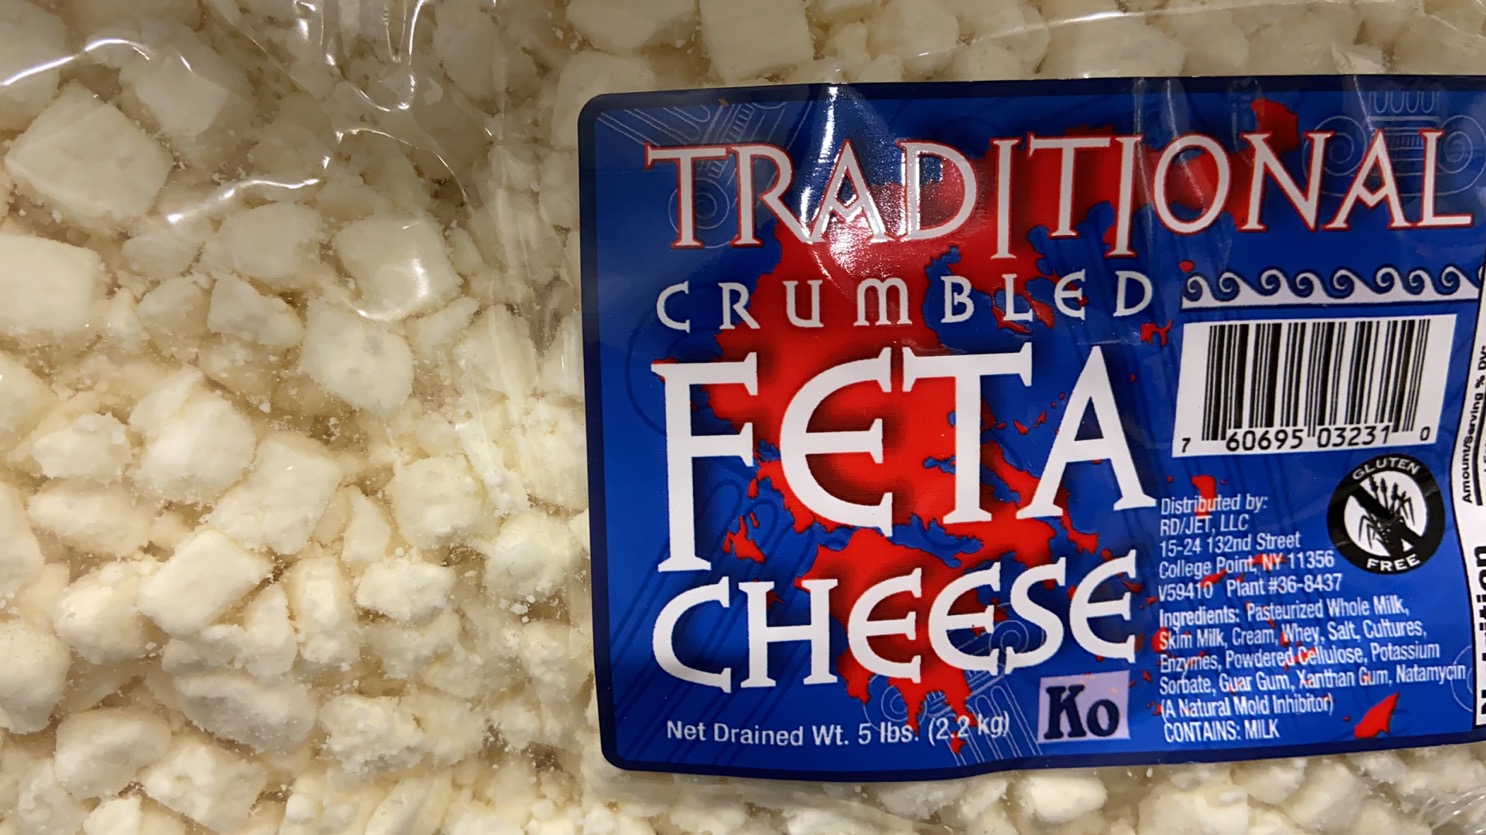 TRADITIONAL
CRUMBLED
FETA
CHEESE
Net Drained Wt. 5 lbs. (2.2 kg)
Ko
7 60695 03231 0
GLUTEN
FREE
Distributed by:
RD/JET, LLC
15-24 132nd Street
College Point, NY 11356
V59410 Plant #36-8437
Ingredients: Pasteurized Whole Milk,
Skim Milk, Cream, Whey, Salt, Cultures,
Enzymes, Powdered Cellulose, Potassium
Sorbate, Guar Gum, Xanthan Gum, Natamycin
(A Natural Mold Inhibitor)
CONTAINS: MILK
Amount/Serving % DV*